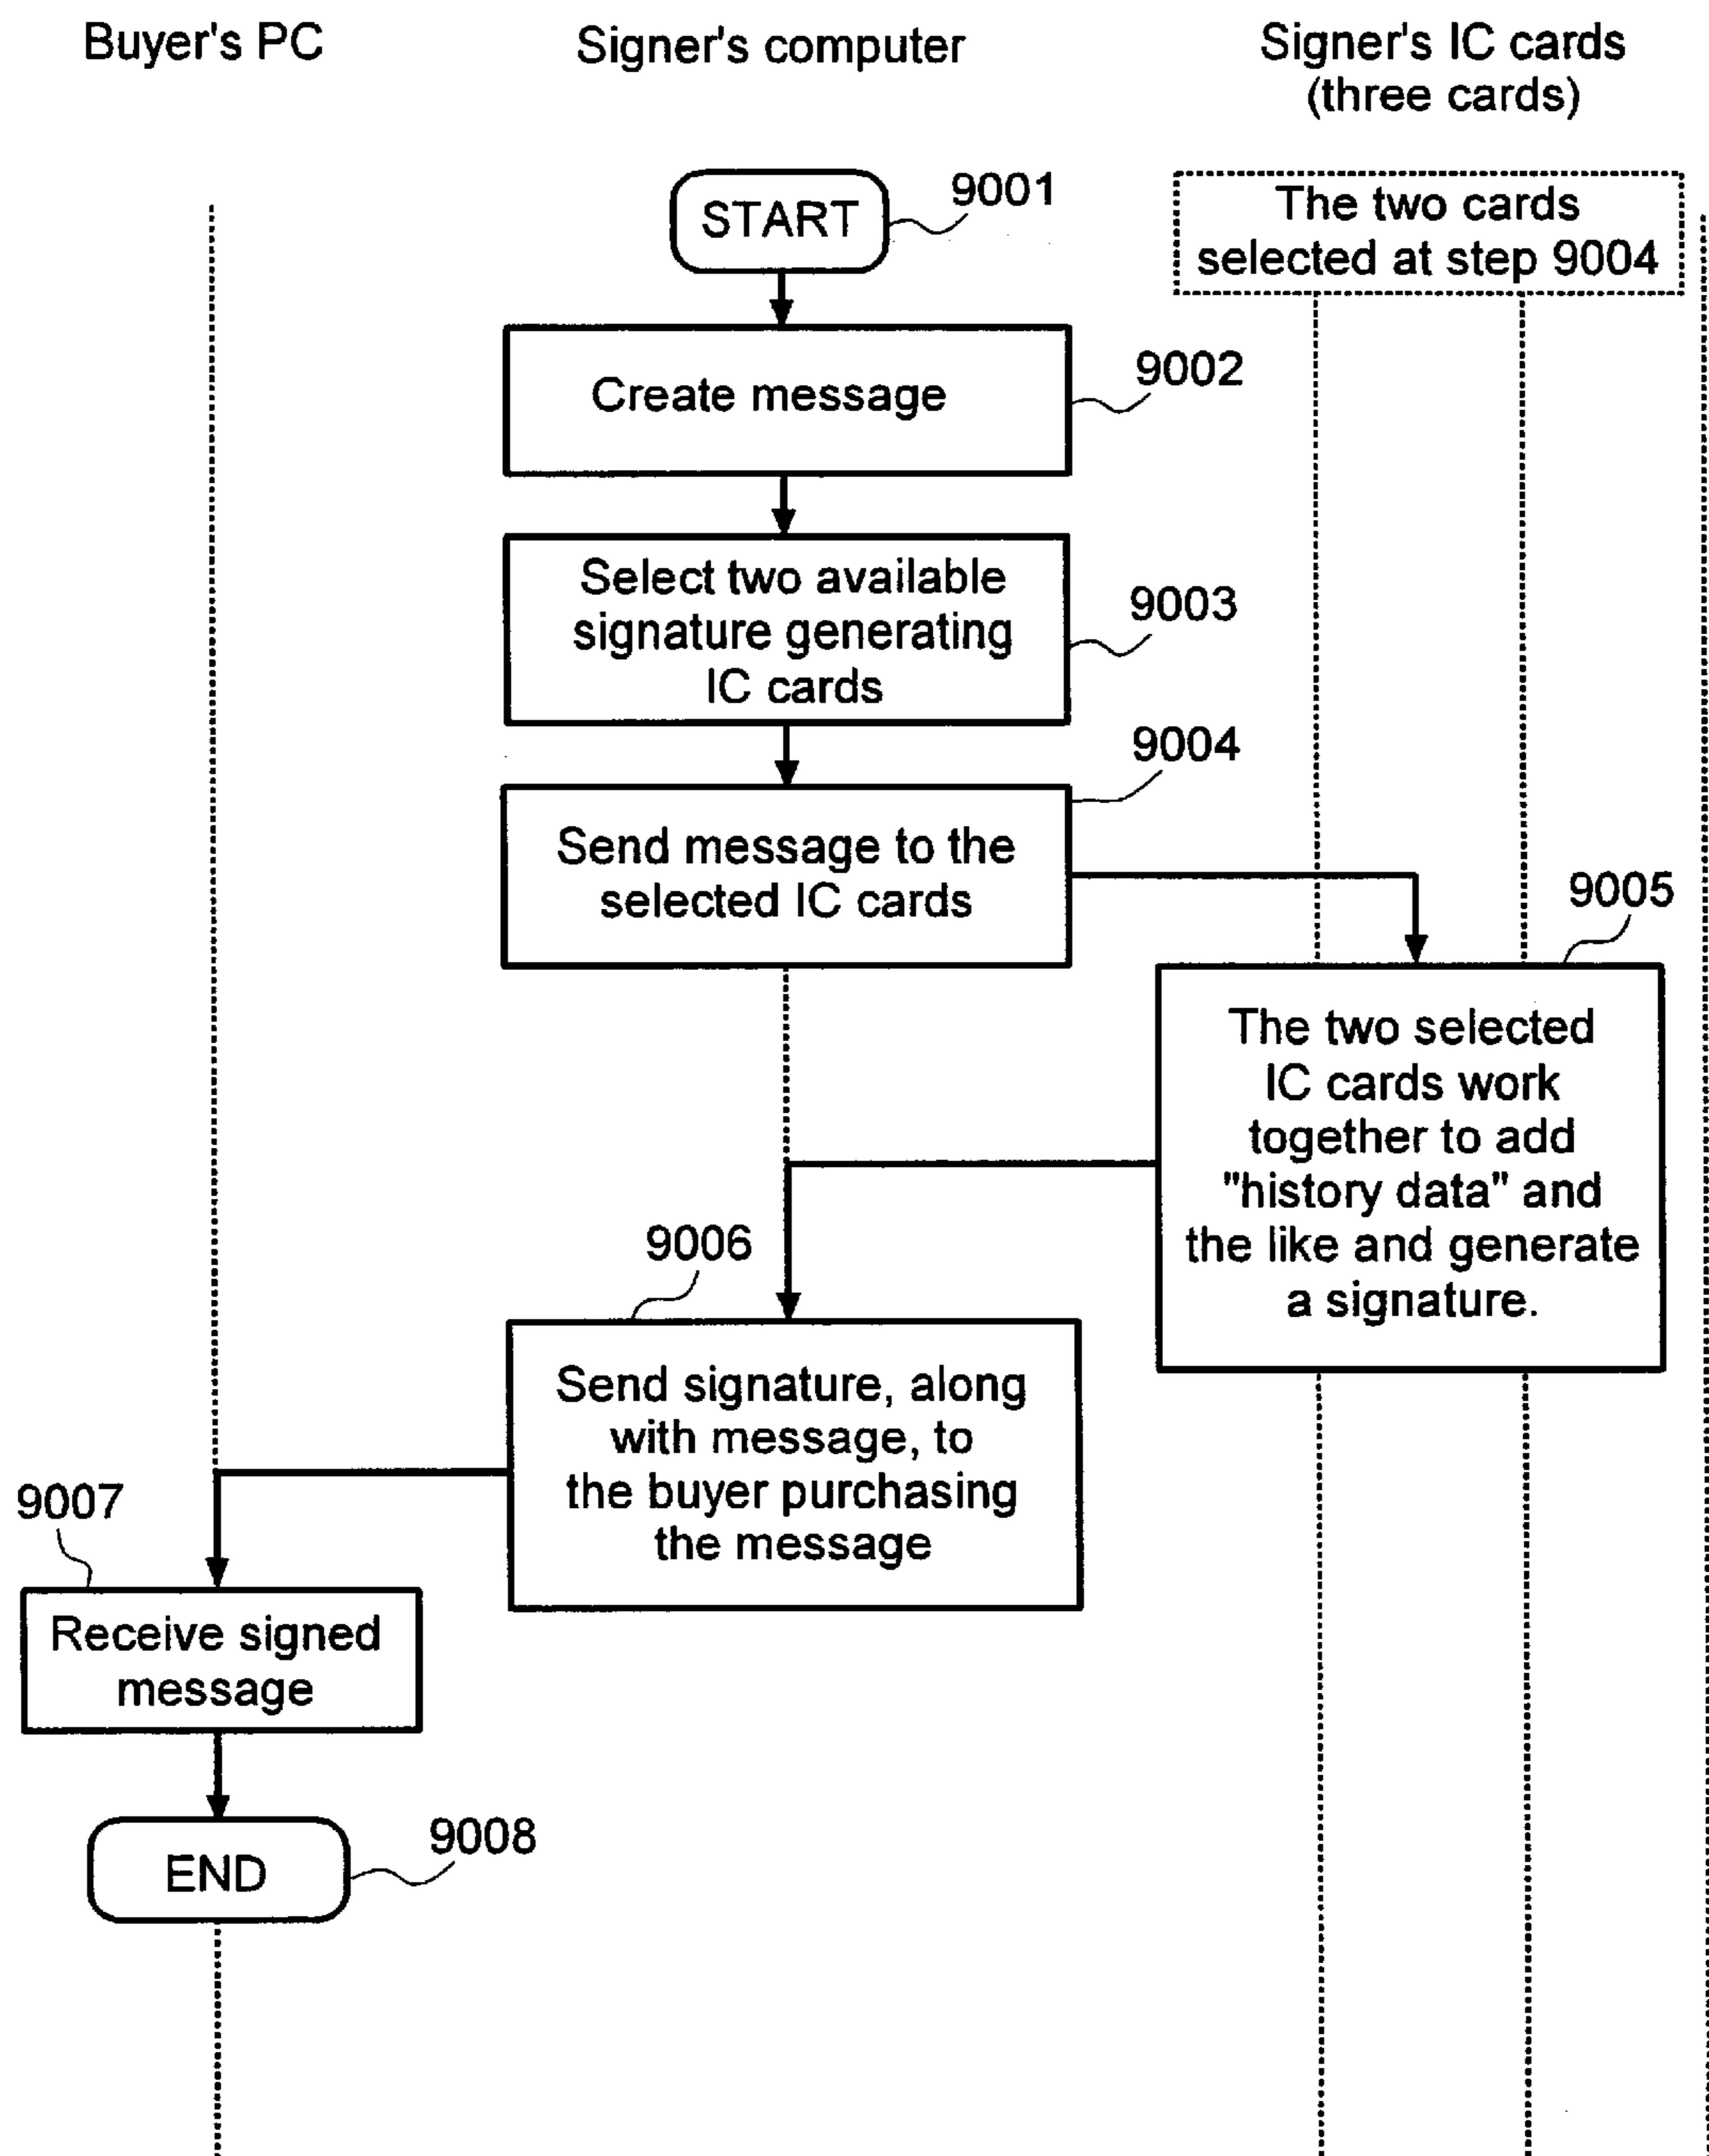 Buyer's PC
Signer's computer
Signer's IC cards
(three cards)
START
9001
The two cards
selected at step 9004
Create message
9002
Select two available
signature generating
IC cards
9003
9004
Send message to the
selected IC cards
9005
The two selected
IC cards work
together to add
"history data" and
the like and generate
a signature.
9006
Send signature, along
with message, to
the buyer purchasing
the message
9007
Receive signed
message
END
9008